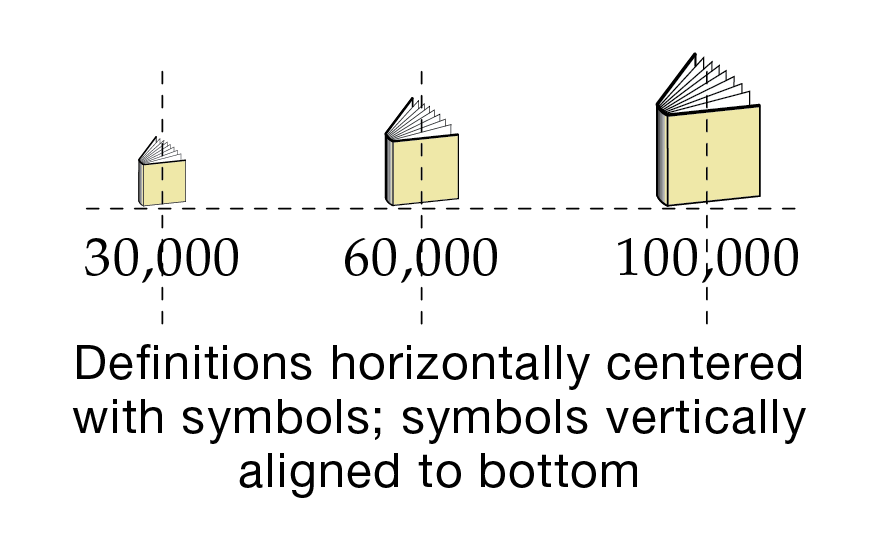 30,000 60,000 100,000
Definitions horizontally centered
with symbols; symbols vertically
aligned to bottom